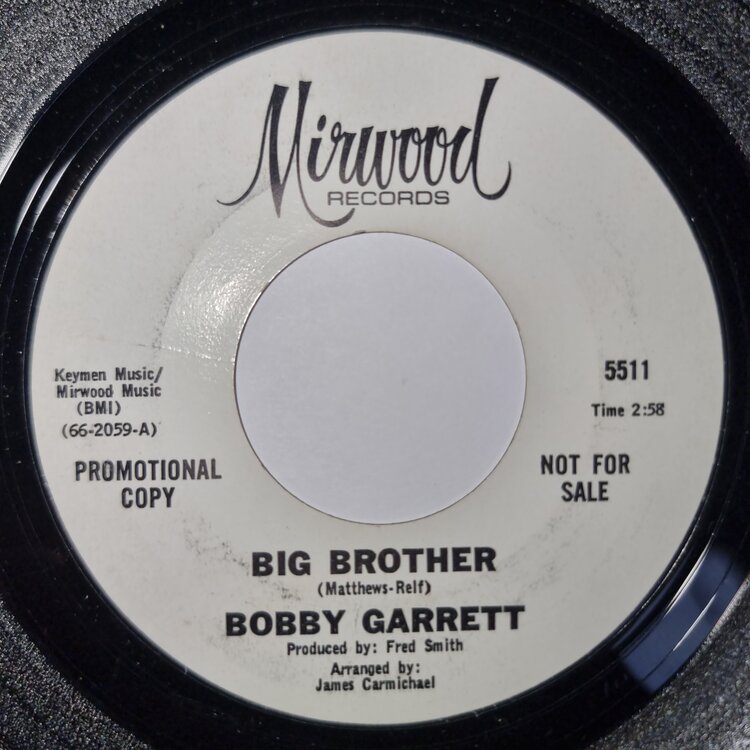 Mirwood
RECORDS
Keymen Music/
Mirwood Music
(BMI)
(66-2059-A)
5511
Time 2:58
PROMOTIONAL
COPY
NOT FOR
SALE
BIG BROTHER
(Matthews-Relf)
BOBBY GARRETT
Produced by: Fred Smith
Arranged by:
James Carmichael